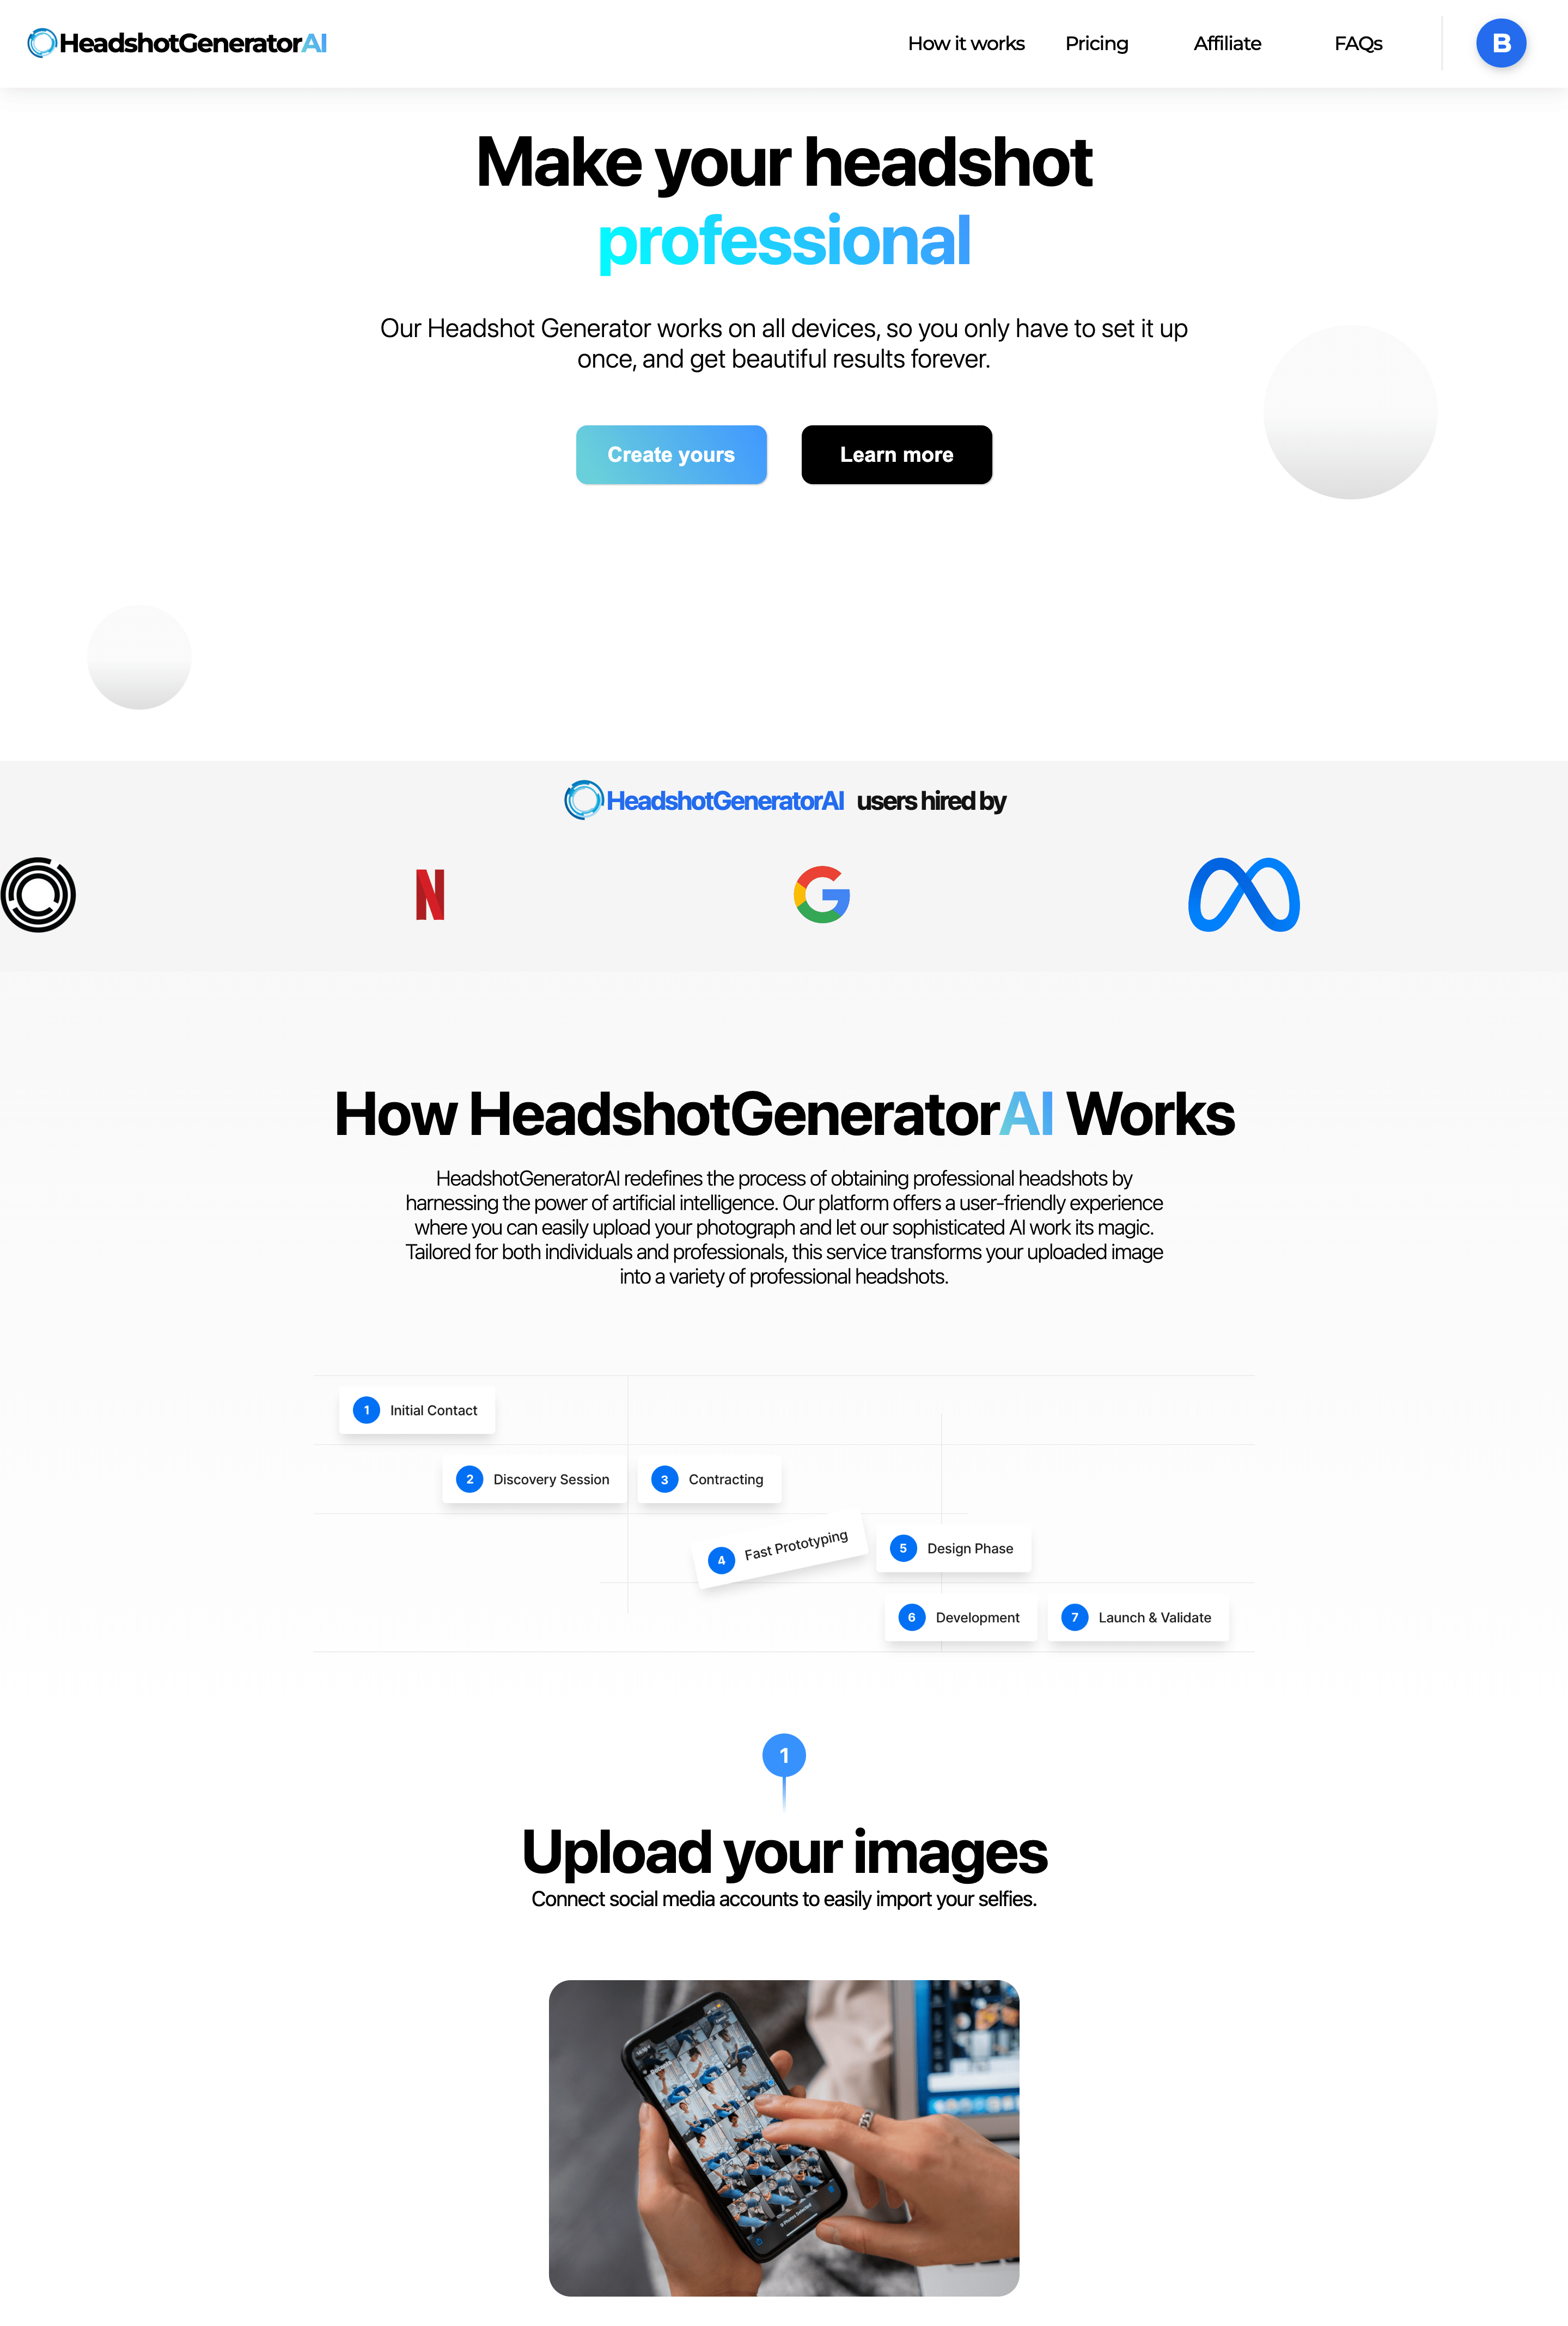 HeadshotGeneratorAI
How it works Pricing Affiliate FAQs B
Make your headshot
professional
Our Headshot Generator works on all devices, so you only have to set it up
once, and get beautiful results forever.
Create yours Learn more
HeadshotGeneratorAI users hired by
How HeadshotGeneratorAI Works
HeadshotGeneratorAI redefines the process of obtaining professional headshots by
harnessing the power of artificial intelligence. Our platform offers a user-friendly experience
where you can easily upload your photograph and let our sophisticated AI work its magic.
Tailored for both individuals and professionals, this service transforms your uploaded image
into a variety of professional headshots.
1 Initial Contact
2 Discovery Session
3 Contracting
4 Fast Prototyping
5 Design Phase
6 Development
7 Launch & Validate
1
Upload your images
Connect social media accounts to easily import your selfies.